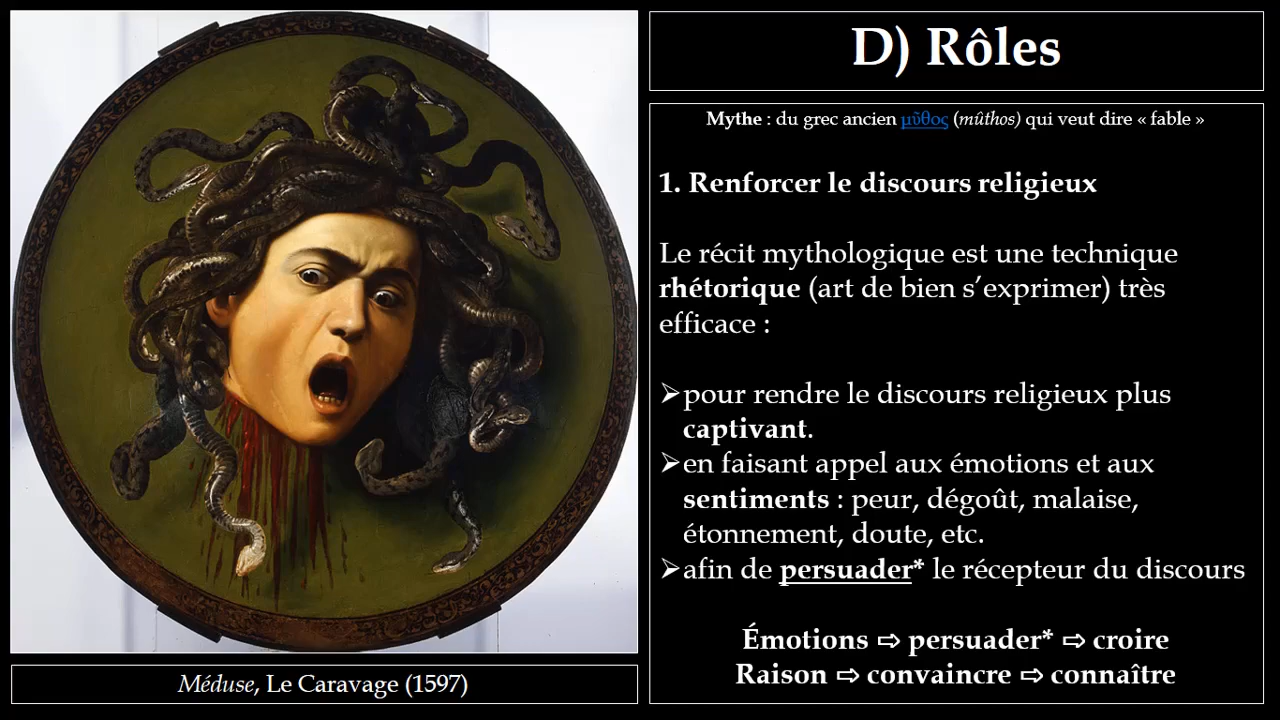 D) Rôles
Mythe : du grec ancien μῦθος (mûthos) qui veut dire « fable »
1. Renforcer le discours religieux
Le récit mythologique est une technique
rhétorique (art de bien s’exprimer) très
efficace :
➢pour rendre le discours religieux plus
captivant.
➢en faisant appel aux émotions et aux
sentiments : peur, dégoût, malaise,
étonnement, doute, etc.
➢afin de persuader* le récepteur du discours
Émotions ⇨ persuader* ⇨ croire
Raison ⇨ convaincre ⇨ connaître
Méduse, Le Caravage (1597)